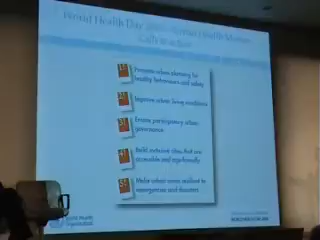 World Health Day 2010 - Urban Health Matters
Calls to action
Promote urban planning for
healthy behaviours and safety
Improve urban living conditions
Ensure participatory urban
governance
Build inclusive cities that are
accessible and age-friendly
Make urban areas resilient to
emergencies and disasters
World Health
Organization